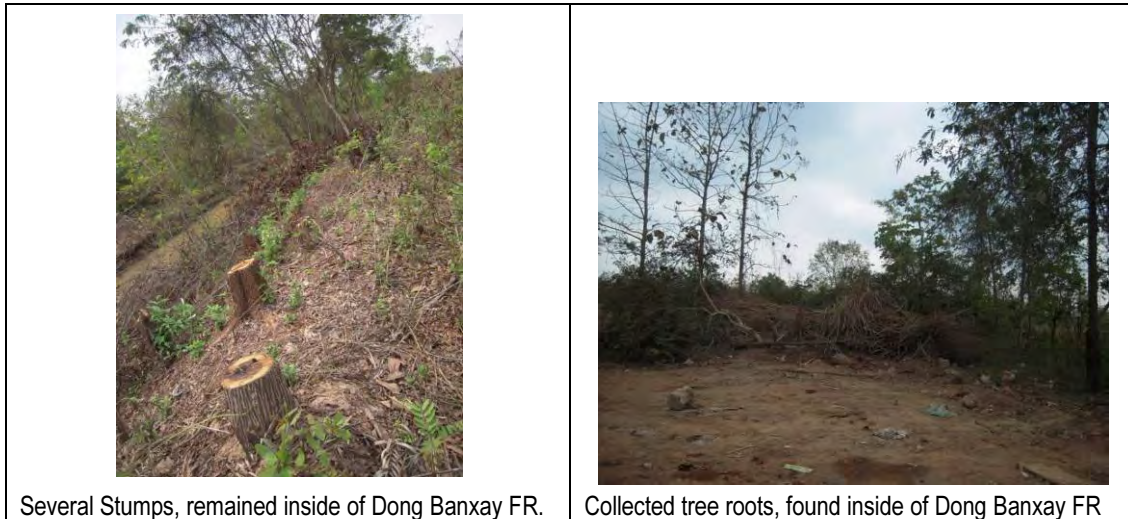 Several Stumps, remained inside of Dong Banxay FR.
Collected tree roots, found inside of Dong Banxay FR